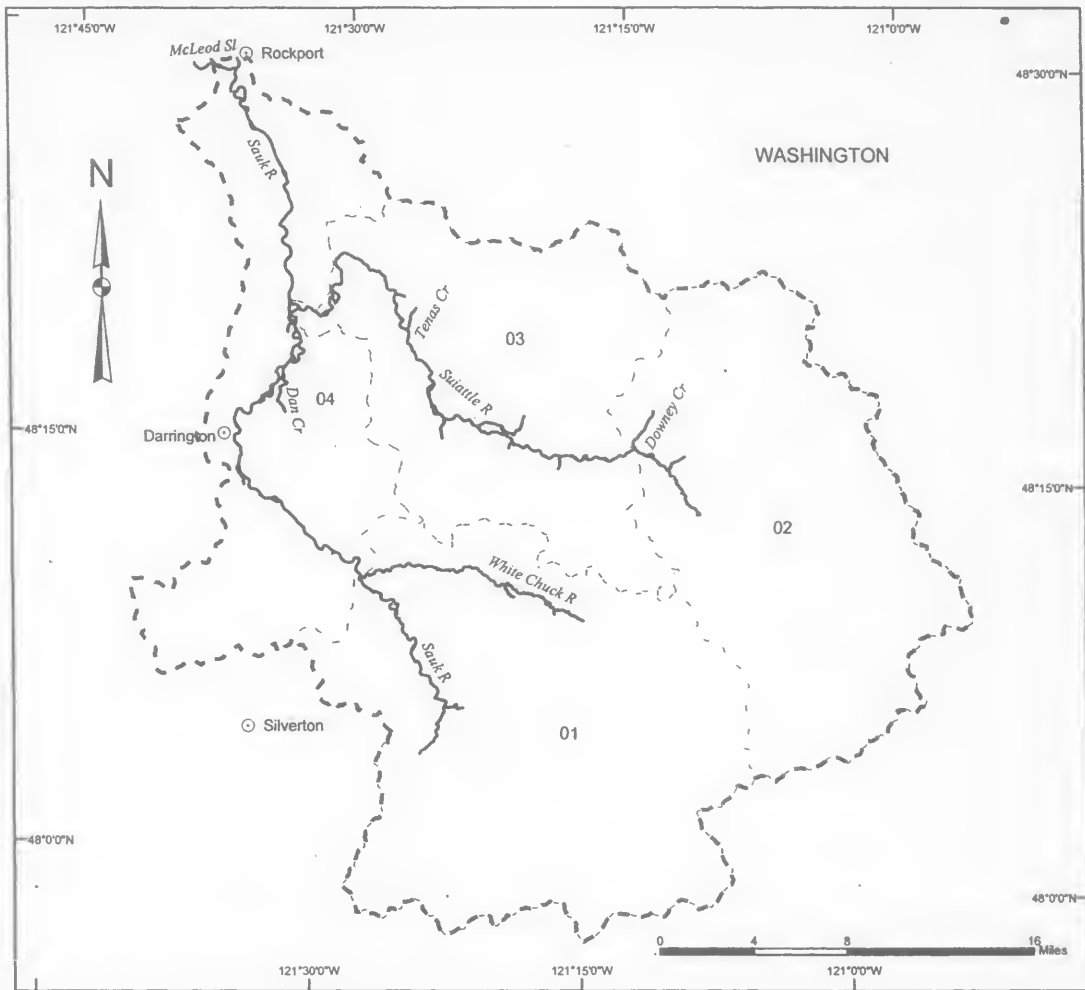 121°45'0"W
121°30'0"W
121°15'0"W
121°0'0"W
McLeod Sl
Rockport
48°30'0"N
WASHINGTON
Sauk R
N
Tenas Cr
03
Suiattle R
Dan Cr
04
Downey Cr
48°15'0"N
Darrington
48°15'0"N
02
White Chuck R
Sauk R
Silverton
01
48°0'0"N
48°0'0"N
0 4 8 16
Miles
121°30'0"W
121°15'0"W
121°0'0"W